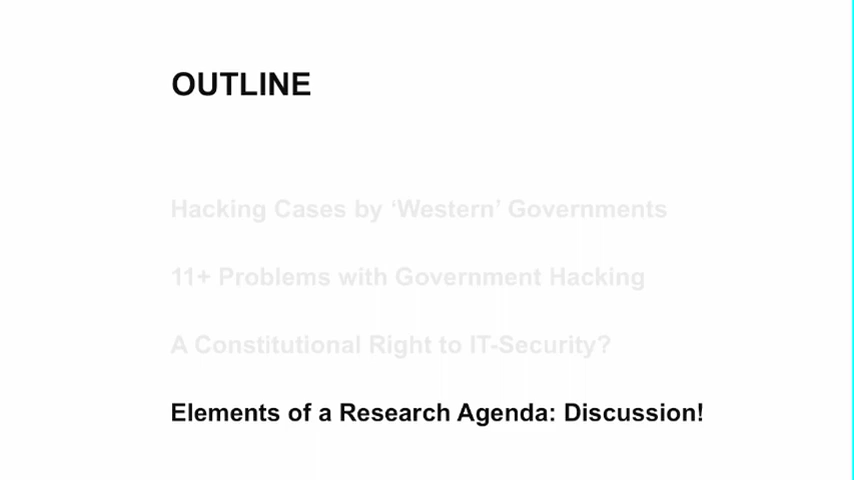 OUTLINE
Hacking Cases by ‘Western’ Governments
11+ Problems with Government Hacking
A Constitutional Right to IT-Security?
Elements of a Research Agenda: Discussion!